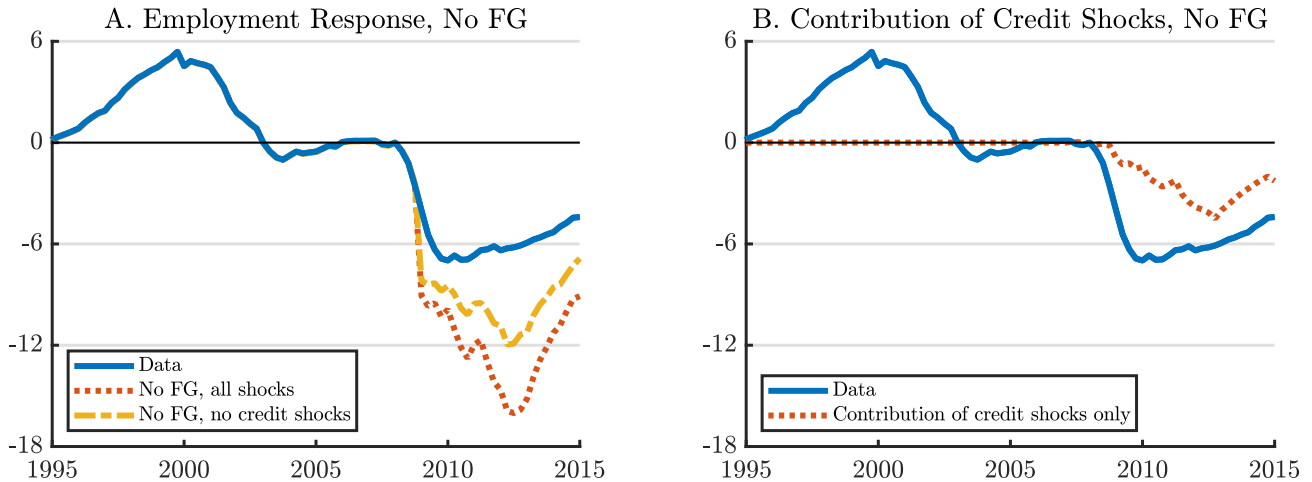 A. Employment Response, No FG
6
0
-6
-12
-18
Data
No FG, all shocks
No FG, no credit shocks
1995
2000
2005
2010
2015
B. Contribution of Credit Shocks, No FG
6
0
-6
-12
-18
Data
Contribution of credit shocks only
1995
2000
2005
2010
2015